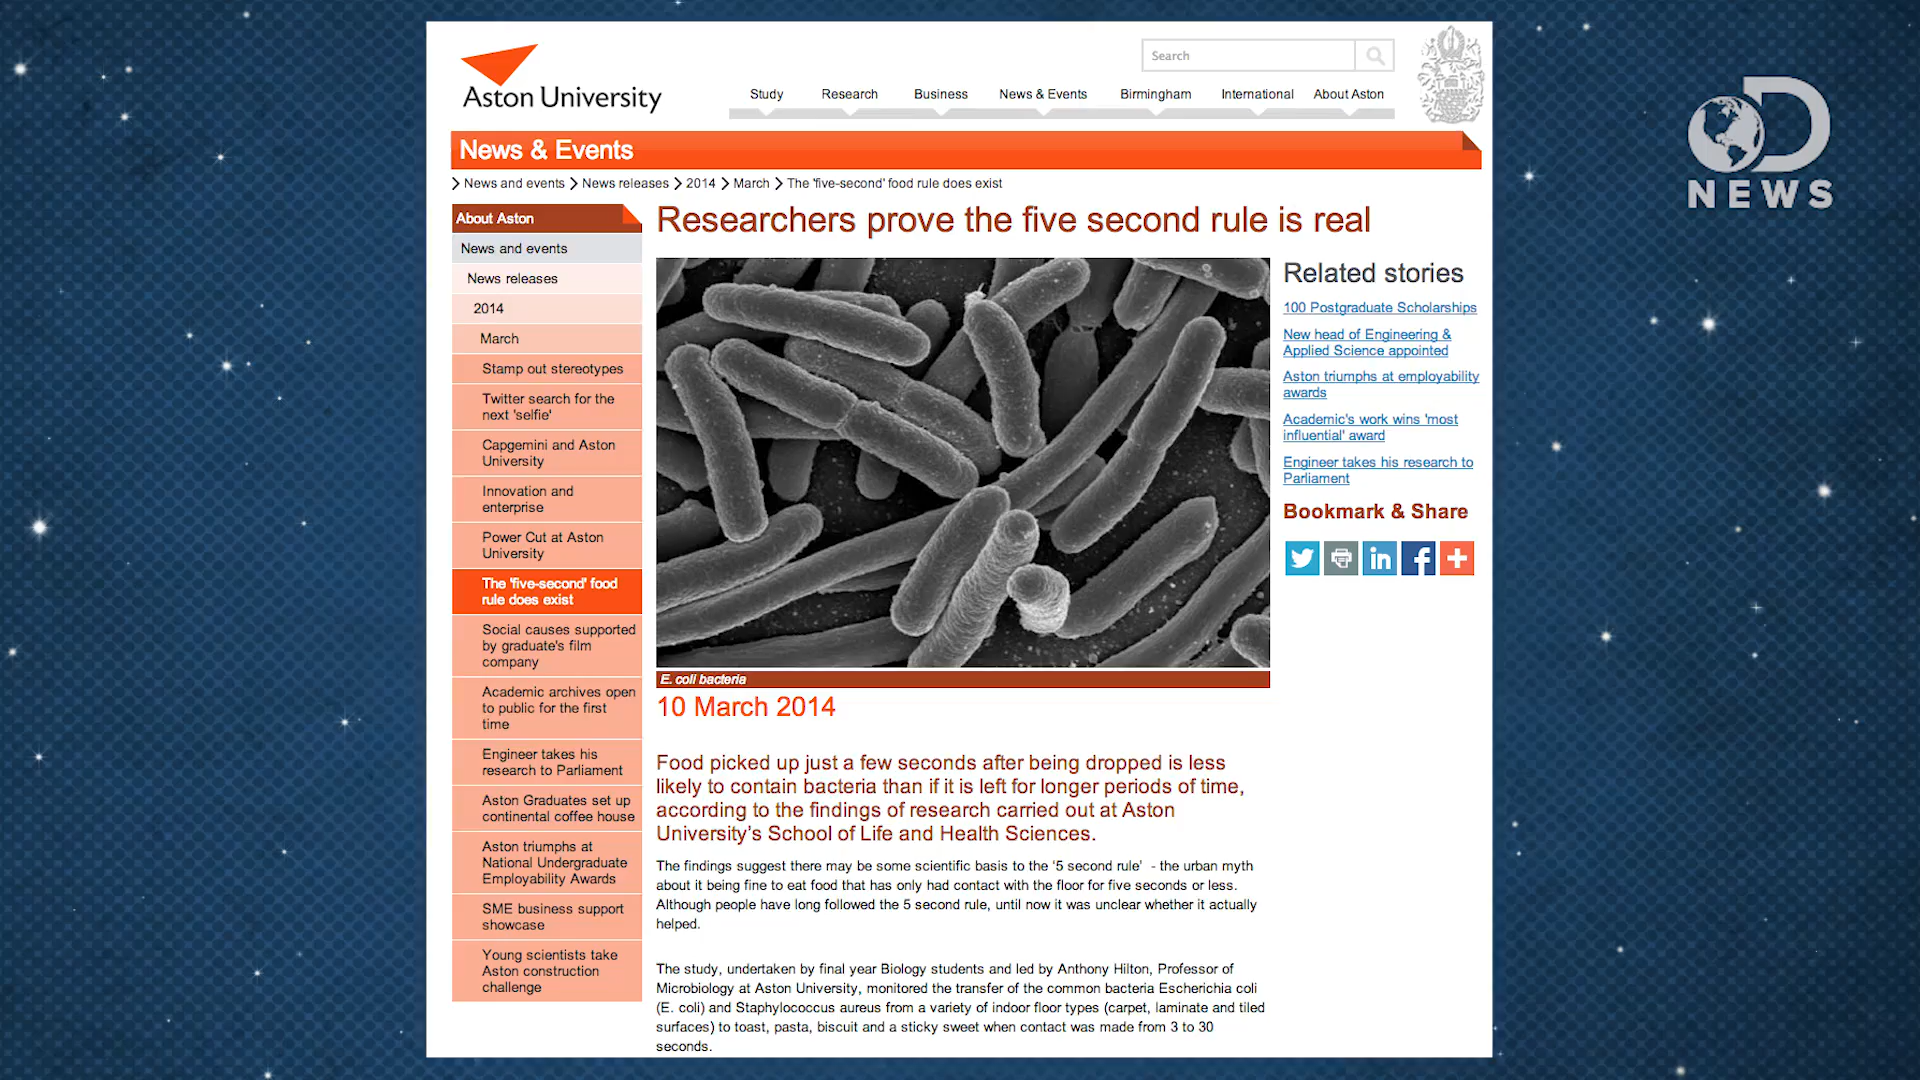 Aston University
Search
Study Research Business News & Events Birmingham International About Aston
News & Events
News and events News releases 2014 March The 'five-second' food rule does exist
About Aston
News and events
News releases
2014
March
Stamp out stereotypes
Twitter search for the
next 'selfie'
Capgemini and Aston
University
Innovation and
enterprise
Power Cut at Aston
University
The 'five-second' food
rule does exist
Social causes supported
by graduate's film
company
Academic archives open
to public for the first
time
Engineer takes his
research to Parliament
Aston Graduates set up
continental coffee house
Aston triumphs at
National Undergraduate
Employability Awards
SME business support
showcase
Young scientists take
Aston construction
challenge
Researchers prove the five second rule is real
E. coli bacteria
10 March 2014
Food picked up just a few seconds after being dropped is less
likely to contain bacteria than if it is left for longer periods of time,
according to the findings of research carried out at Aston
University's School of Life and Health Sciences.
The findings suggest there may be some scientific basis to the '5 second rule' - the urban myth
about it being fine to eat food that has only had contact with the floor for five seconds or less.
Although people have long followed the 5 second rule, until now it was unclear whether it actually
helped.
The study, undertaken by final year Biology students and led by Anthony Hilton, Professor of
Microbiology at Aston University, monitored the transfer of the common bacteria Escherichia coli
(E. coli) and Staphylococcus aureus from a variety of indoor floor types (carpet, laminate and tiled
surfaces) to toast, pasta, biscuit and a sticky sweet when contact was made from 3 to 30
seconds.
Related stories
100 Postgraduate Scholarships
New head of Engineering &
Applied Science appointed
Aston triumphs at employability
awards
Academic's work wins 'most
influential' award
Engineer takes his research to
Parliament
Bookmark & Share
in f +
D
NEWS